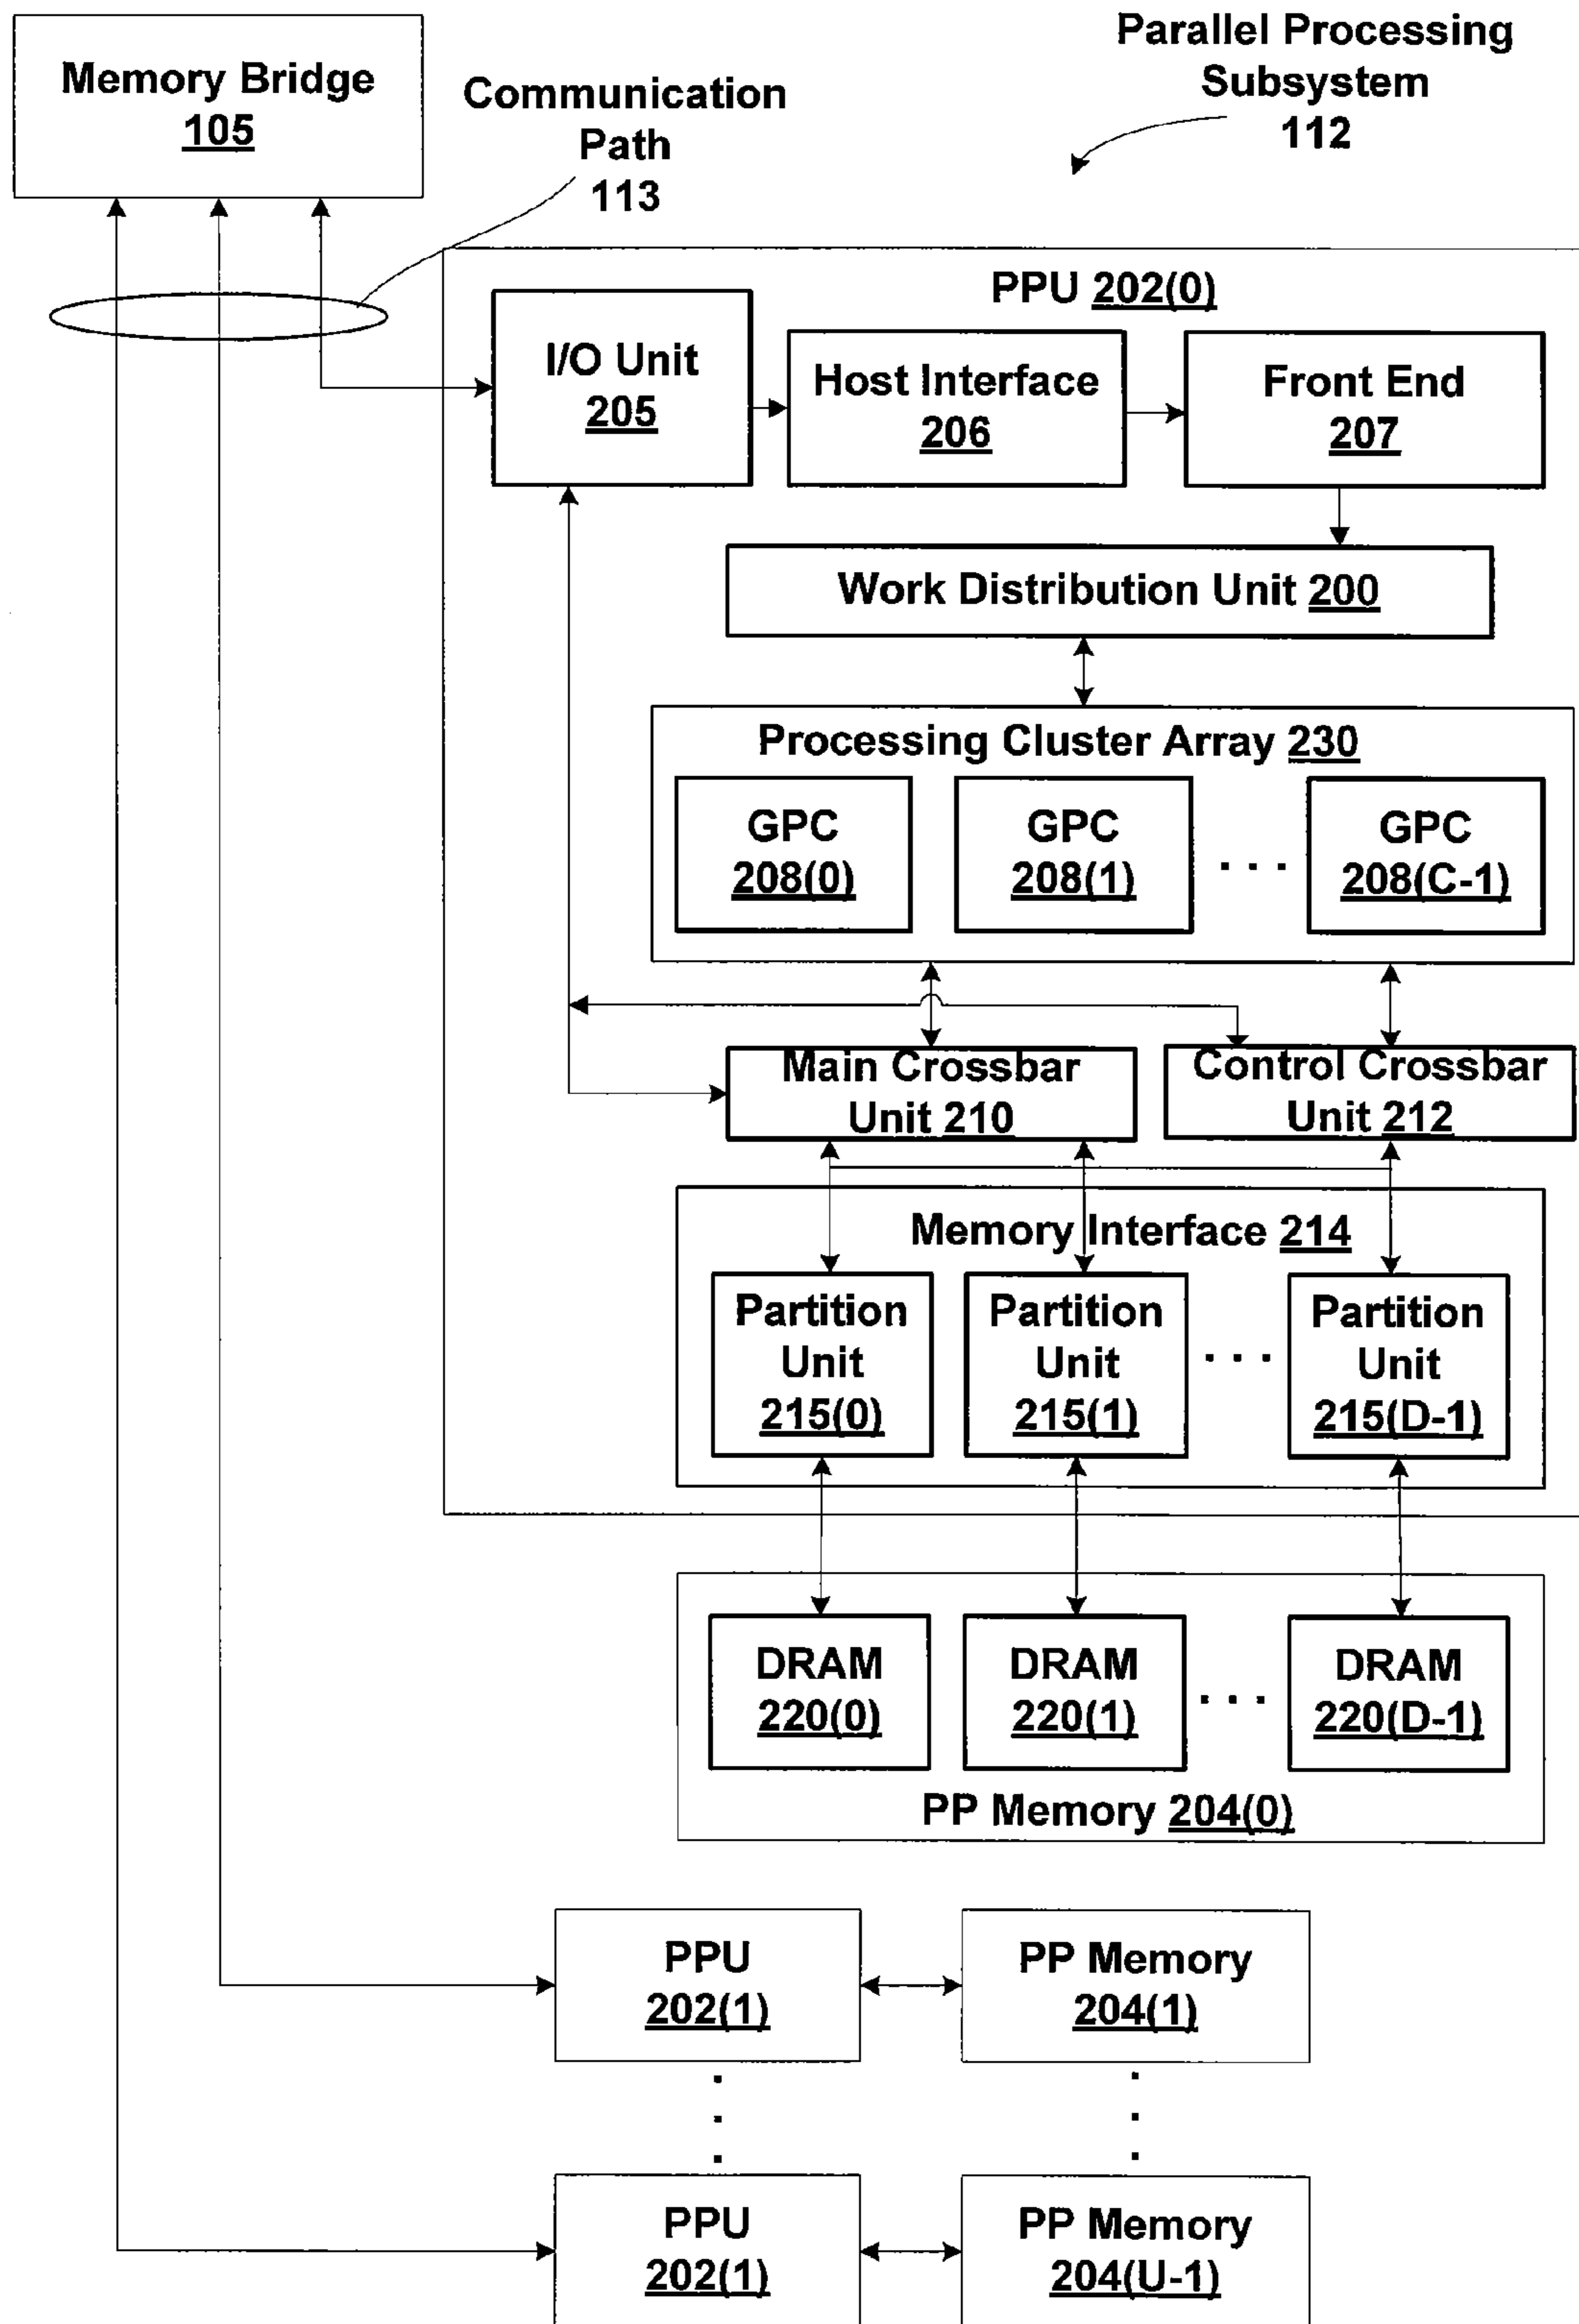 Memory Bridge
105
Communication
Path
113
Parallel Processing
Subsystem
112
PPU 202(0)
I/O Unit
205
Host Interface
206
Front End
207
Work Distribution Unit 200
Processing Cluster Array 230
GPC
208(0)
GPC
208(1)
. . .
GPC
208(C-1)
Main Crossbar
Unit 210
Control Crossbar
Unit 212
Memory Interface 214
Partition
Unit
215(0)
Partition
Unit
215(1)
. . .
Partition
Unit
215(D-1)
DRAM
220(0)
DRAM
220(1)
. . .
DRAM
220(D-1)
PP Memory 204(0)
PPU
202(1)
PP Memory
204(1)
PPU
202(1)
PP Memory
204(U-1)